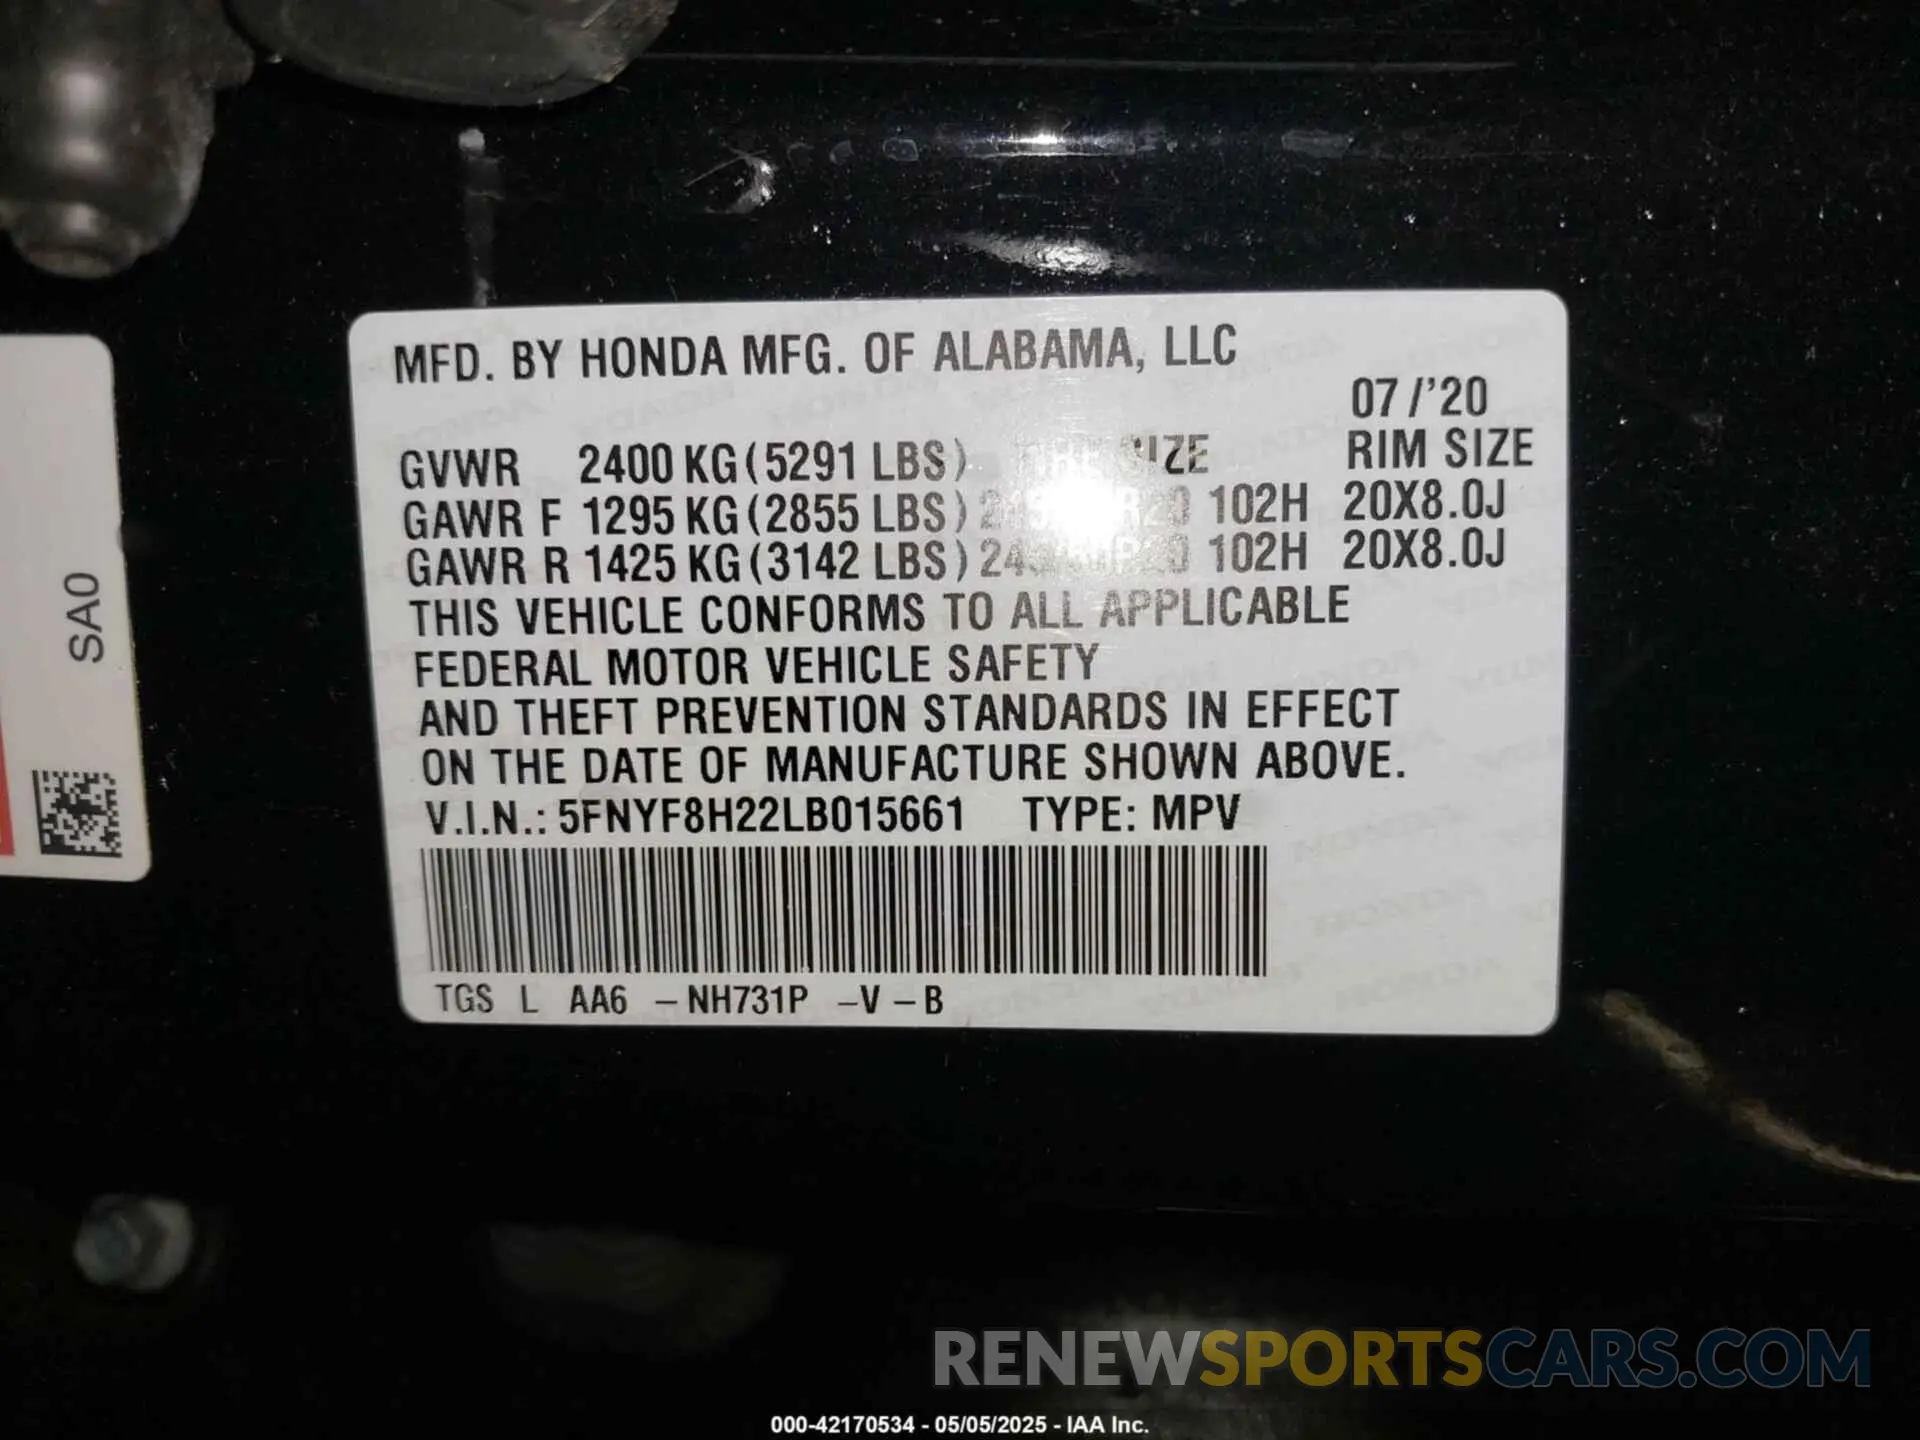 MFD. BY HONDA MFG. OF ALABAMA, LLC
07 /'20
GVWR 2400 KG (5291 LBS) SIZE RIM SIZE
GAWR F 1295 KG (2855 LBS) 102H 20X8.0J
GAWR R 1425 KG (3142 LBS) 102H 20X8.0J
THIS VEHICLE CONFORMS TO ALL APPLICABLE
FEDERAL MOTOR VEHICLE SAFETY
AND THEFT PREVENTION STANDARDS IN EFFECT
ON THE DATE OF MANUFACTURE SHOWN ABOVE.
V.I.N.: 5FNYF8H22LB015661 TYPE: MPV
TGS L AA6 -NH731P -V-B
SA0
RENEWSPORTSCARS.COM
000-42170534 - 05/05/2025 - IAA Inc.